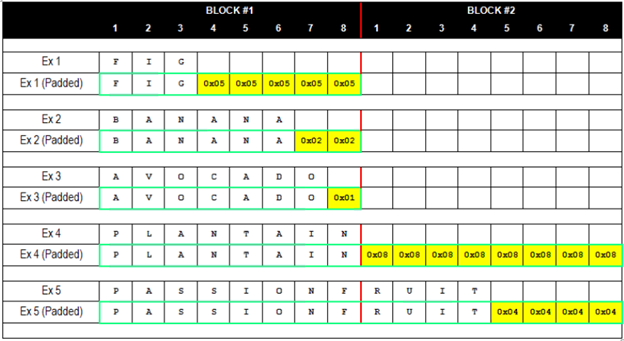 BLOCK #1 BLOCK #2
1 2 3 4 5 6 7 8 1 2 3 4 5 6 7 8
Ex 1 F I G
Ex 1 (Padded) F I G 0x05 0x05 0x05 0x05 0x05
Ex 2 B A N A N A
Ex 2 (Padded) B A N A N A 0x02 0x02
Ex 3 A V O C A D O
Ex 3 (Padded) A V O C A D O 0x01
Ex 4 P L A N T A I N
Ex 4 (Padded) P L A N T A I N 0x08 0x08 0x08 0x08 0x08 0x08 0x08 0x08
Ex 5 P A S S I O N F R U I T
Ex 5 (Padded) P A S S I O N F R U I T 0x04 0x04 0x04 0x04